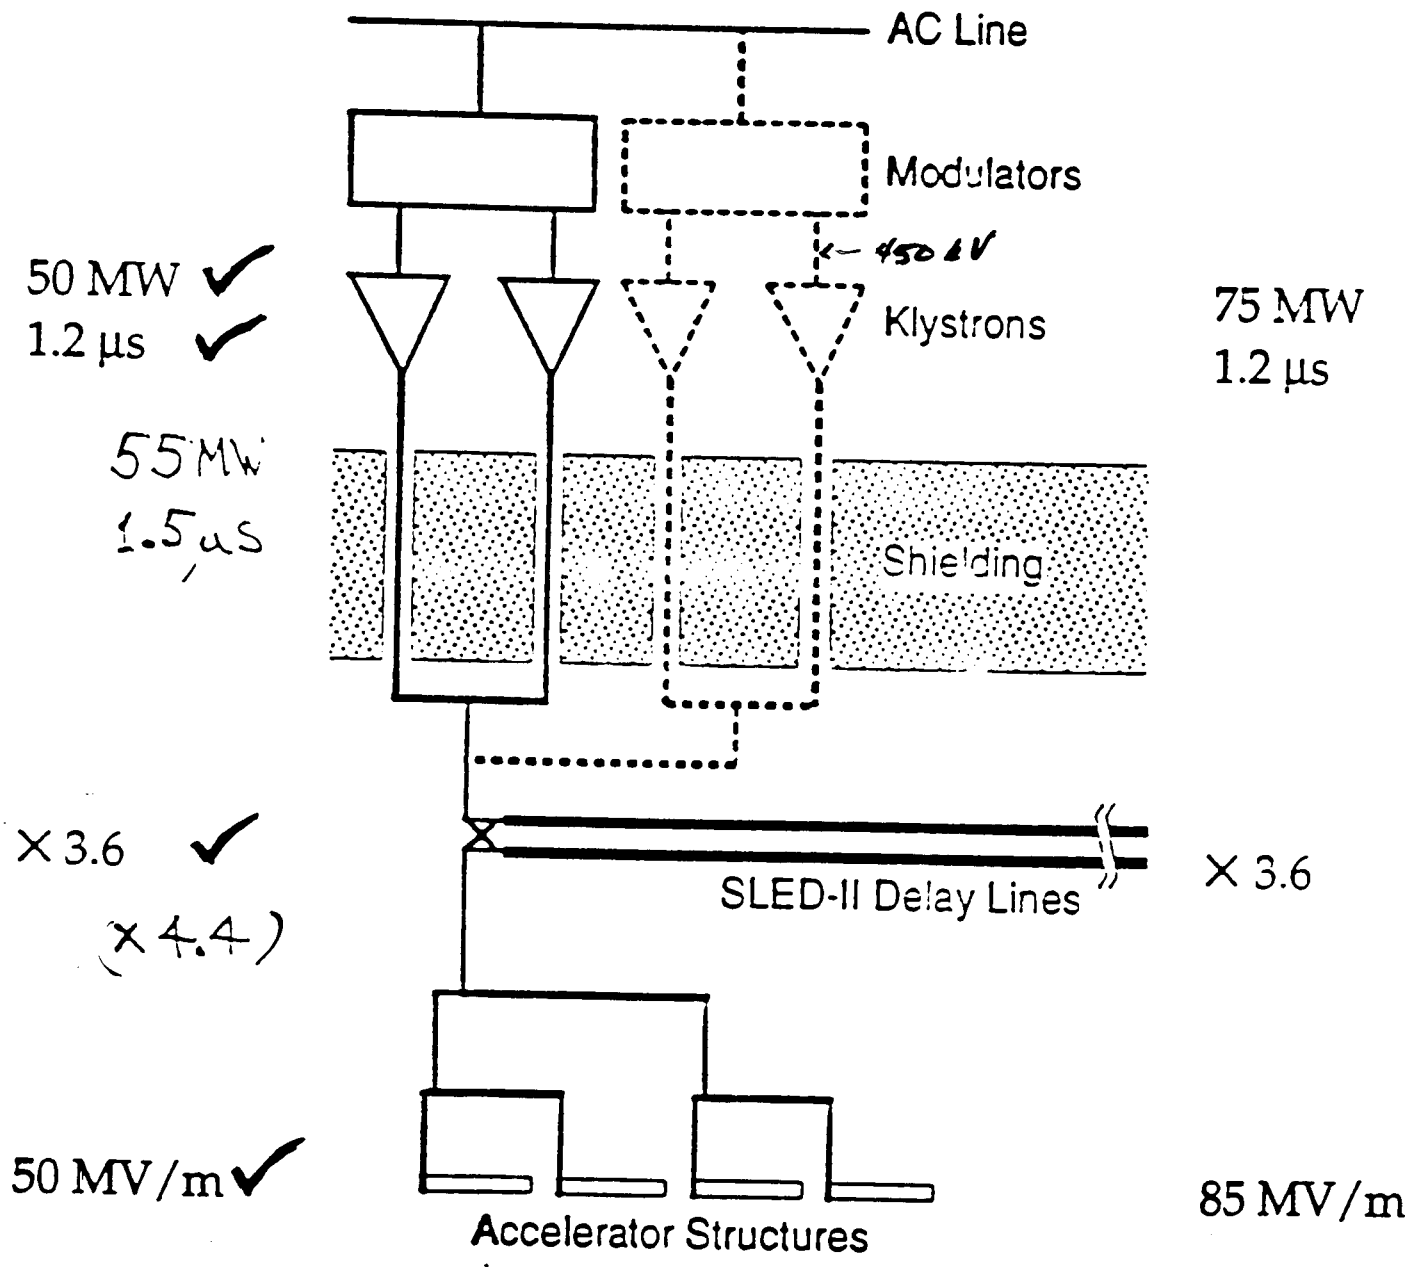 AC Line
Modulators
450 kV
50 MW ✓
1.2 µs ✓
Klystrons
75 MW
1.2 µs
55 MW
1.5 µs
Shielding
× 3.6 ✓
(× 4.4)
SLED-II Delay Lines
× 3.6
50 MV/m ✓
85 MV/m
Accelerator Structures